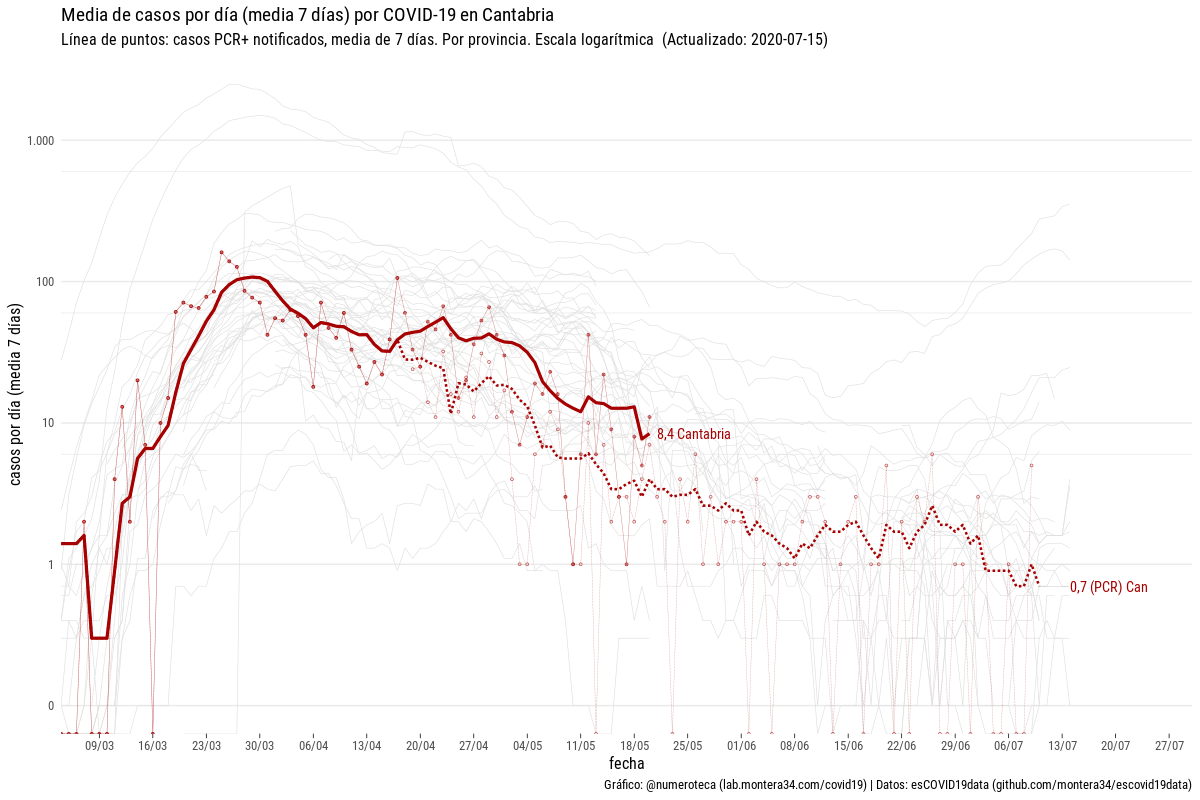 Media de casos por día (media 7 días) por COVID-19 en Cantabria
Línea de puntos: casos PCR+ notificados, media de 7 días. Por provincia. Escala logarítmica  (Actualizado: 2020-07-15)
casos por día (media 7 días)
1.000
100
10
1
0
8,4 Cantabria
0,7 (PCR) Can
09/03 16/03 23/03 30/03 06/04 13/04 20/04 27/04 04/05 11/05 18/05 25/05 01/06 08/06 15/06 22/06 29/06 06/07 13/07 20/07 27/07
fecha
Gráfico: @numeroteca (lab.montera34.com/covid19) | Datos: esCOVID19data (github.com/montera34/escovid19data)